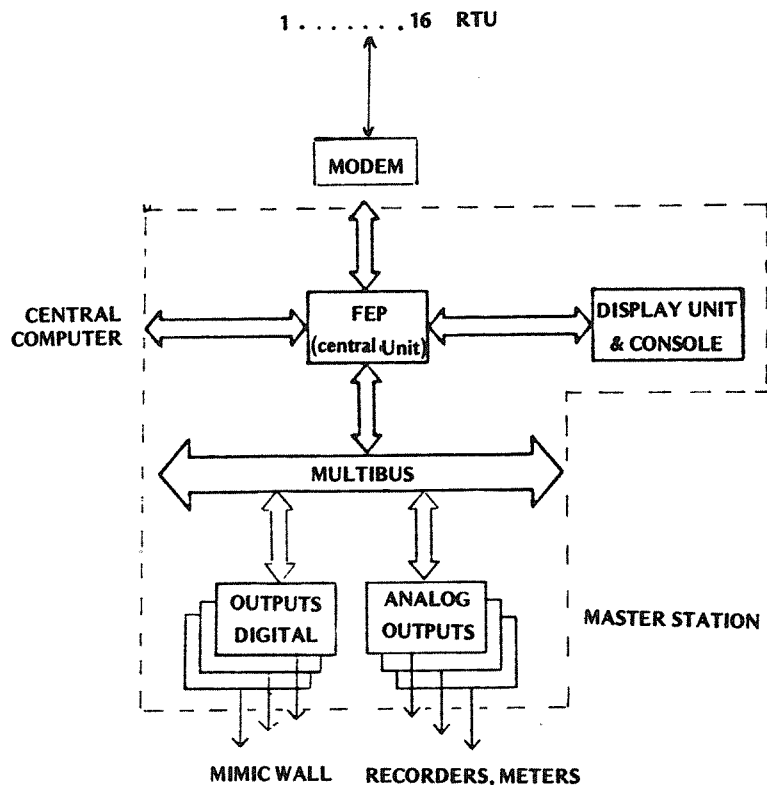 1 . . . . . . . 16 RTU
MODEM
CENTRAL
COMPUTER
FEP
(central Unit)
DISPLAY UNIT
& CONSOLE
MULTIBUS
OUTPUTS
DIGITAL
ANALOG
OUTPUTS
MASTER STATION
MIMIC WALL
RECORDERS, METERS